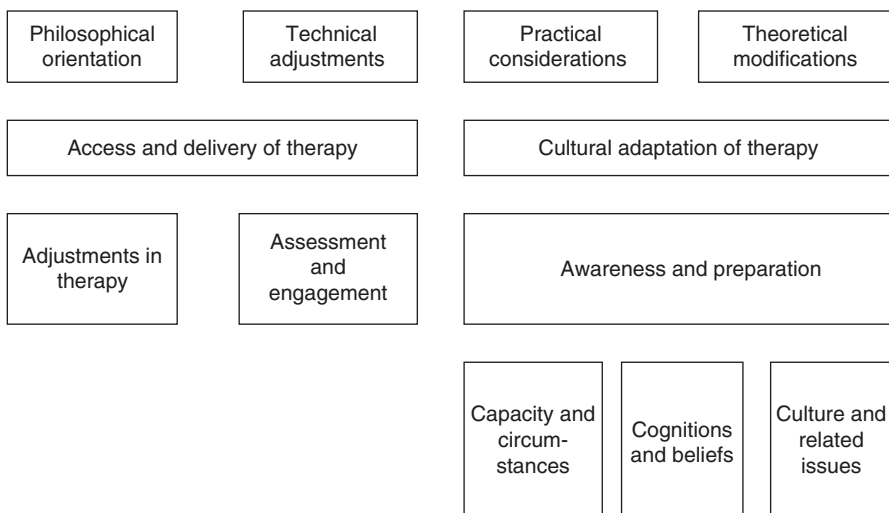 Philosophical
orientation
Technical
adjustments
Practical
considerations
Theoretical
modifications
Access and delivery of therapy
Cultural adaptation of therapy
Adjustments in
therapy
Assessment
and
engagement
Awareness and preparation
Capacity and
circum-
stances
Cognitions
and beliefs
Culture and
related
issues